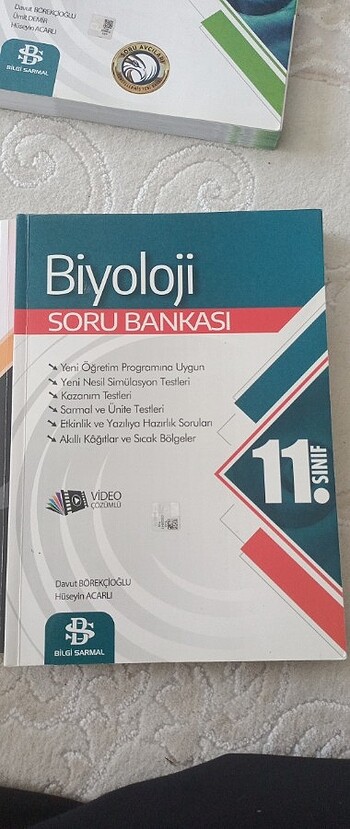 Davut BÖREKÇİOĞLU
Ümit DEMİR
Hüseyin ACARLI
BİLGİ SARMAL
SORU AVCILARI
Biyoloji
SORU BANKASI
Yeni Öğretim Programına Uygun
Yeni Nesil Simülasyon Testleri
Kazanım Testleri
Sarmal ve Ünite Testleri
Etkinlik ve Yazılıya Hazırlık Soruları
Akıllı Kâğıtlar ve Sıcak Bölgeler
11. SINIF
VİDEO
ÇÖZÜMLÜ
Davut BÖREKÇİOĞLU
Hüseyin ACARLI
BİLGİ SARMAL